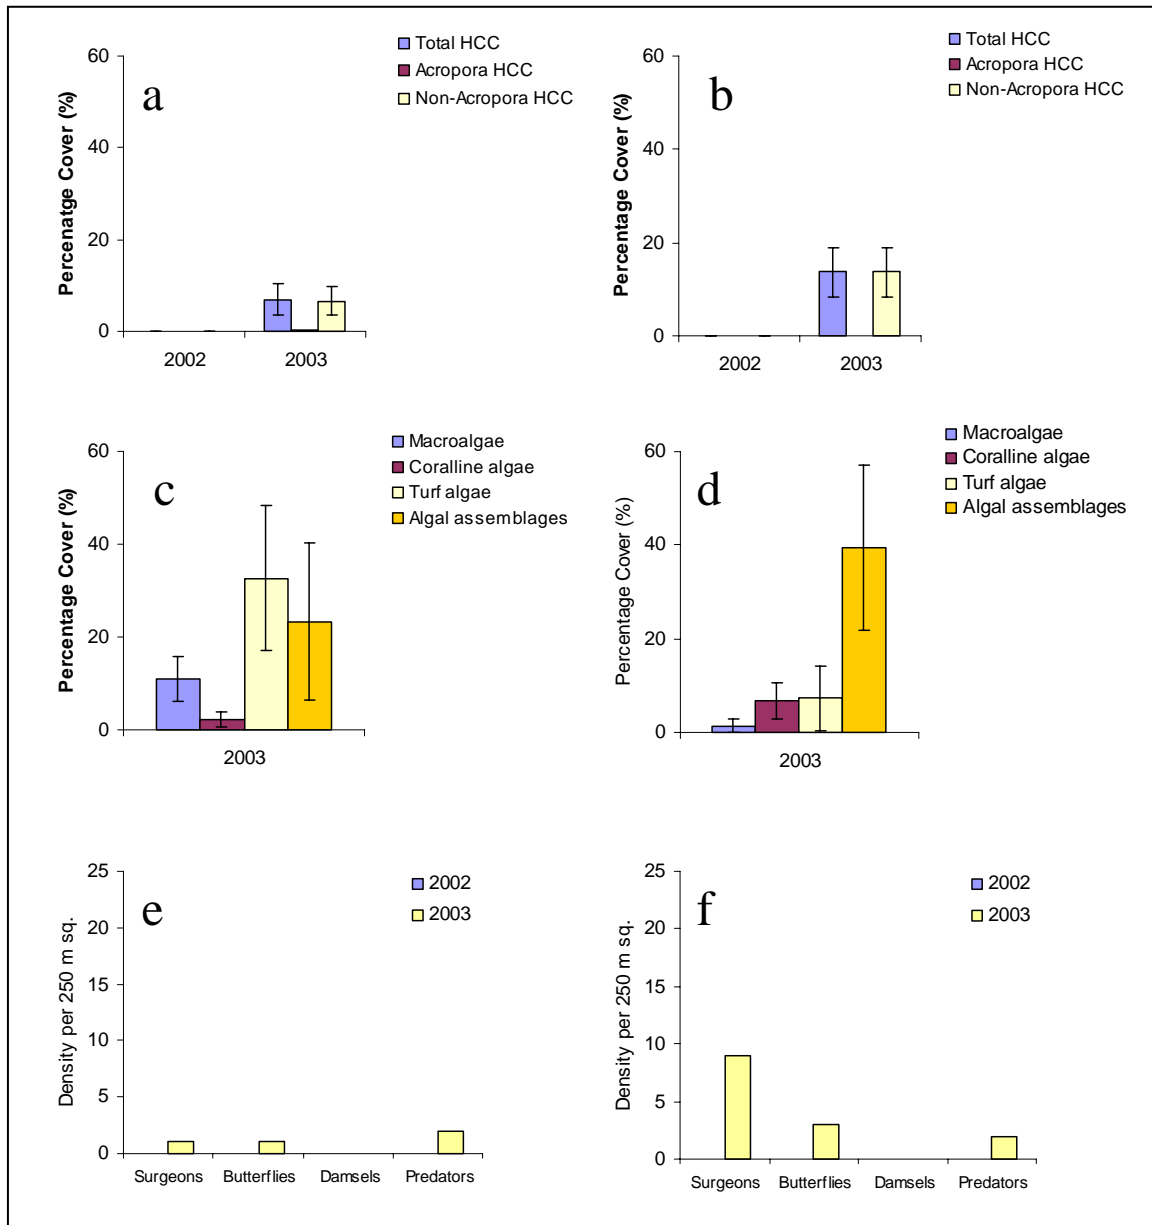 a
Total HCC
Acropora HCC
Non-Acropora HCC
Percenatge Cover (%)
60
40
20
0
2002 2003
b
Total HCC
Acropora HCC
Non-Acropora HCC
Percentage Cover (%)
60
40
20
0
2002 2003
c
Macroalgae
Coralline algae
Turf algae
Algal assemblages
Percentage Cover (%)
60
40
20
0
2003
d
Macroalgae
Coralline algae
Turf algae
Algal assemblages
Percentage Cover (%)
60
40
20
0
2003
e
2002
2003
Density per 250 m sq.
25
20
15
10
5
0
Surgeons Butterflies Damsels Predators
f
2002
2003
Density per 250 m sq.
25
20
15
10
5
0
Surgeons Butterflies Damsels Predators